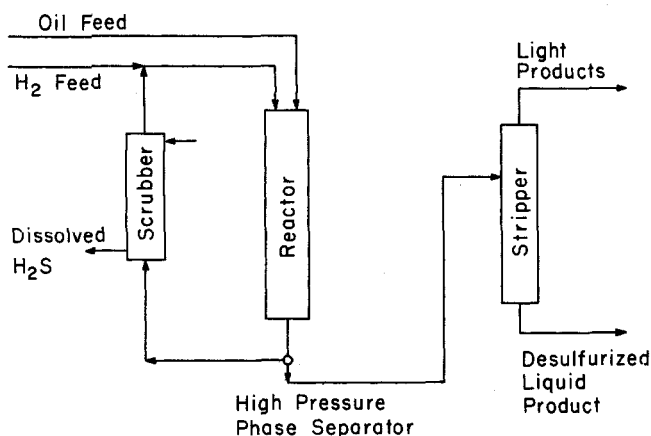 Oil Feed
H₂ Feed
Light
Products
Scrubber
Reactor
Stripper
Dissolved
H₂S
Desulfurized
Liquid
Product
High Pressure
Phase Separator